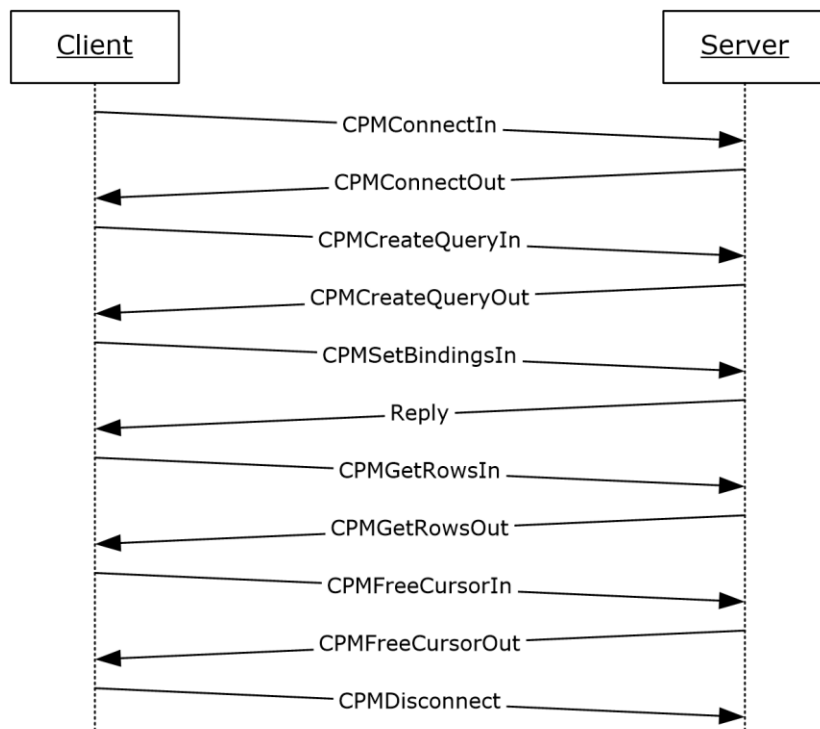 Client
Server
CPMConnectIn
CPMConnectOut
CPMCreateQueryIn
CPMCreateQueryOut
CPMSetBindingsIn
Reply
CPMGetRowsIn
CPMGetRowsOut
CPMFreeCursorIn
CPMFreeCursorOut
CPMDisconnect